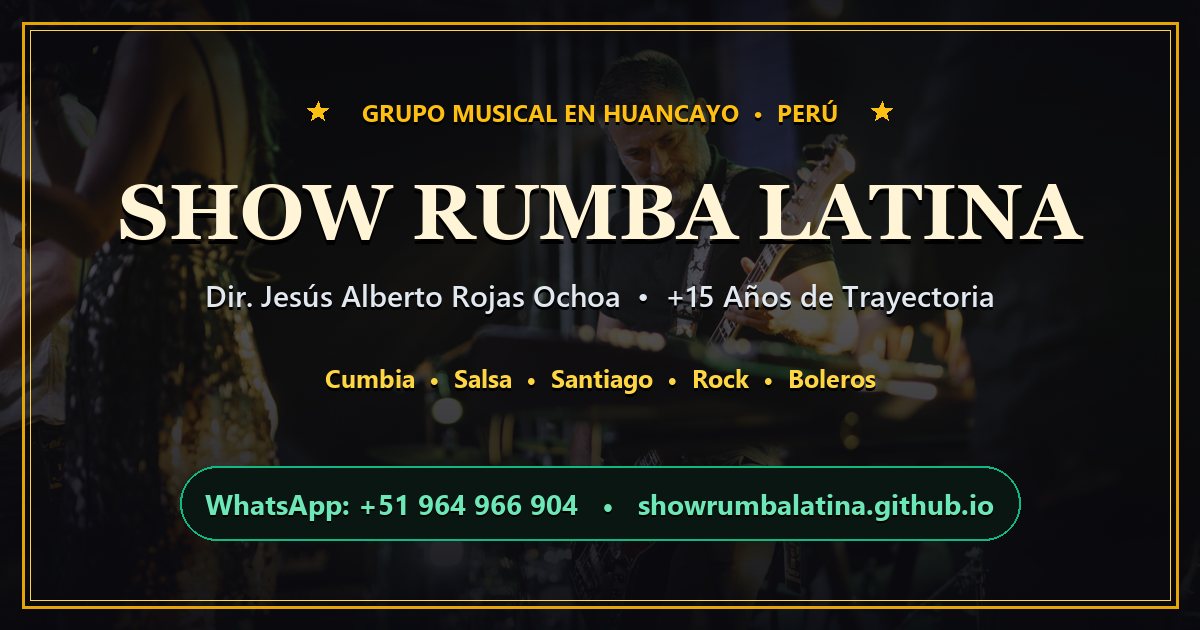 ★ GRUPO MUSICAL EN HUANCAYO • PERÚ ★
SHOW RUMBA LATINA
Dir. Jesús Alberto Rojas Ochoa • +15 Años de Trayectoria
Cumbia • Salsa • Santiago • Rock • Boleros
WhatsApp: +51 964 966 904 • showrumbalatina.github.io